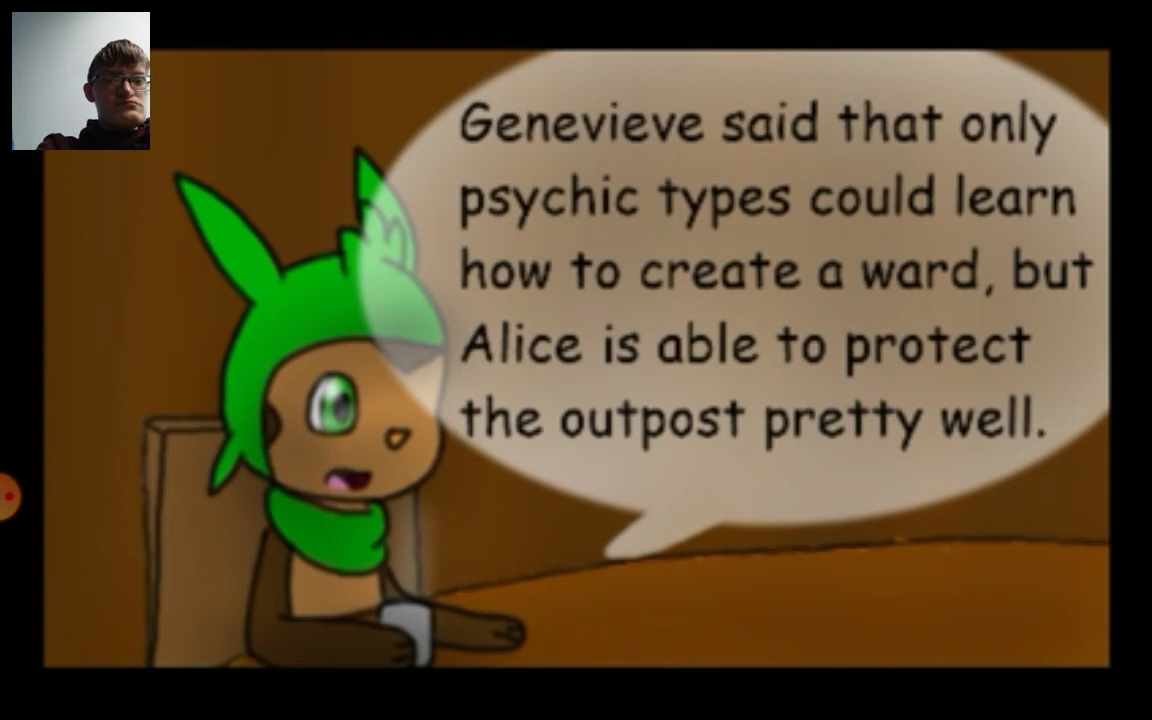 Genevieve said that only
psychic types could learn
how to create a ward, but
Alice is able to protect
the outpost pretty well.